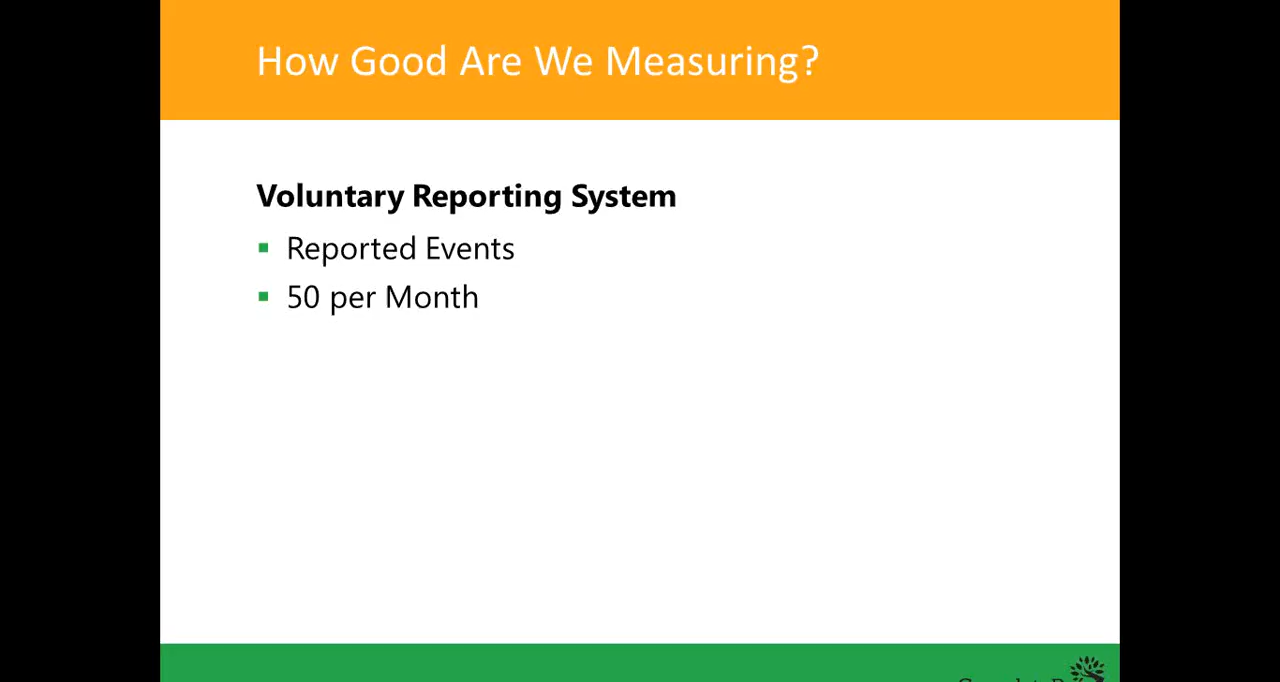 How Good Are We Measuring?
Voluntary Reporting System
Reported Events
50 per Month